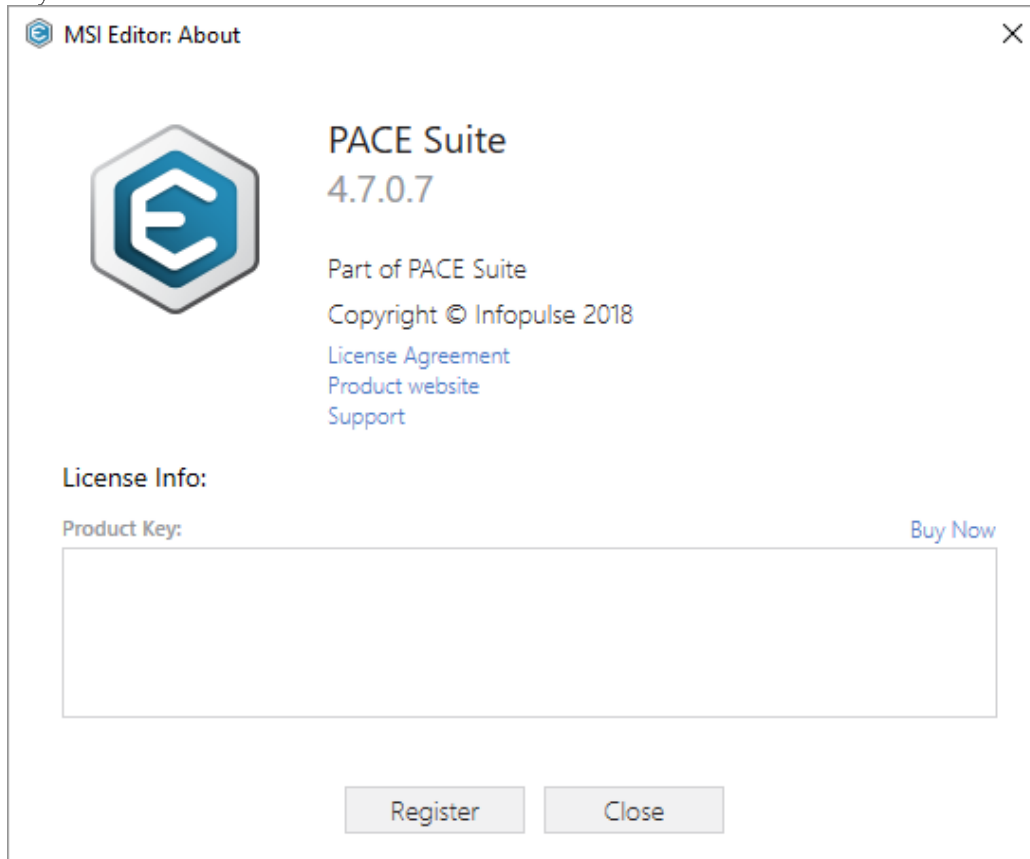 MSI Editor: About
PACE Suite
4.7.0.7
Part of PACE Suite
Copyright © Infopulse 2018
License Agreement
Product website
Support
License Info:
Product Key:
Buy Now
Register
Close